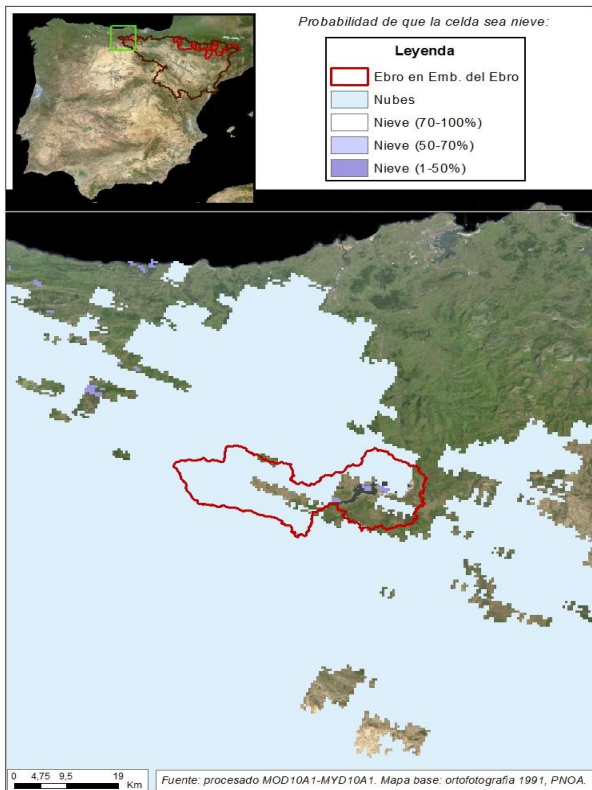 Probabilidad de que la celda sea nieve:
Leyenda
Ebro en Emb. del Ebro
Nubes
Nieve (70-100%)
Nieve (50-70%)
Nieve (1-50%)
0 4,75 9,5 19
Km
Fuente: procesado MOD10A1-MYD10A1. Mapa base: ortofotografia 1991, PNOA.